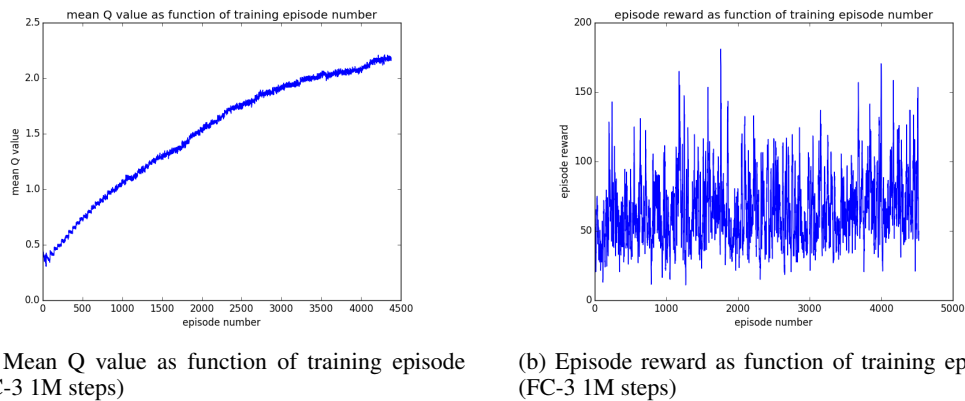 mean Q value as function of training episode number
2.5
2.0
1.5
1.0
0.5
0.0
mean Q value
0 500 1000 1500 2000 2500 3000 3500 4000 4500
episode number
episode reward as function of training episode number
200
150
100
50
0
episode reward
0 1000 2000 3000 4000 5000
episode number
Mean Q value as function of training episode
C-3 1M steps)
(b) Episode reward as function of training ep
(FC-3 1M steps)